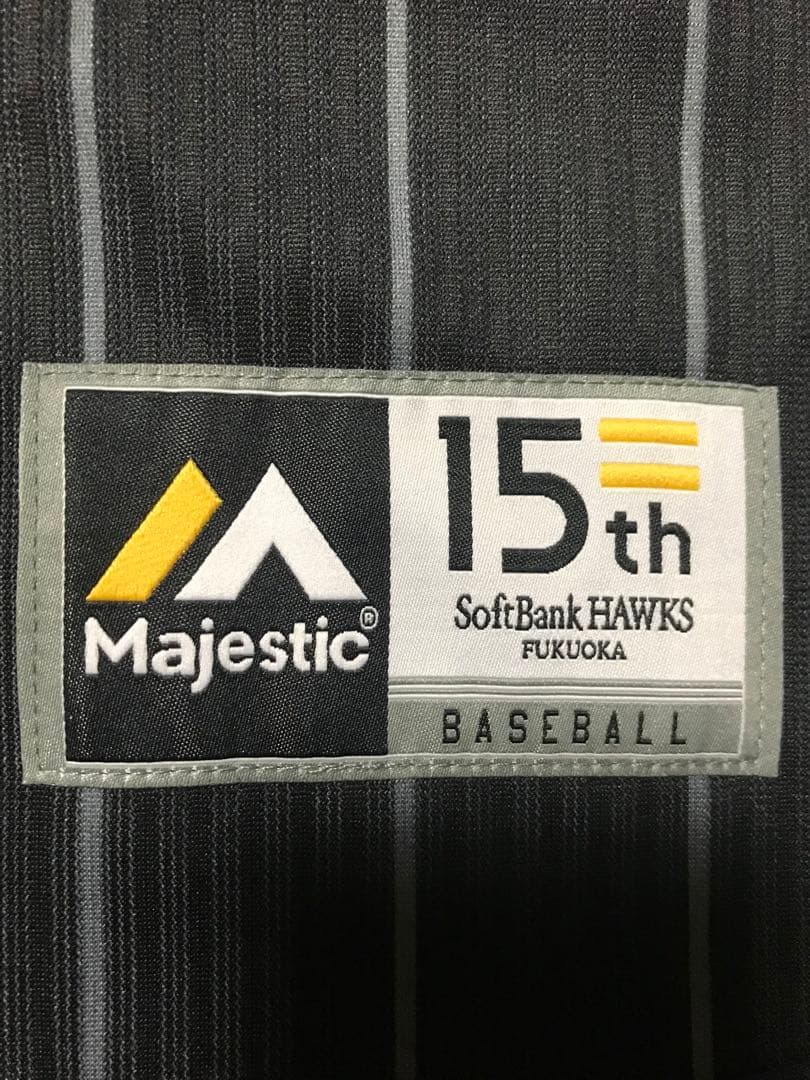 Majestic®
15th
SoftBank HAWKS
FUKUOKA
BASEBALL